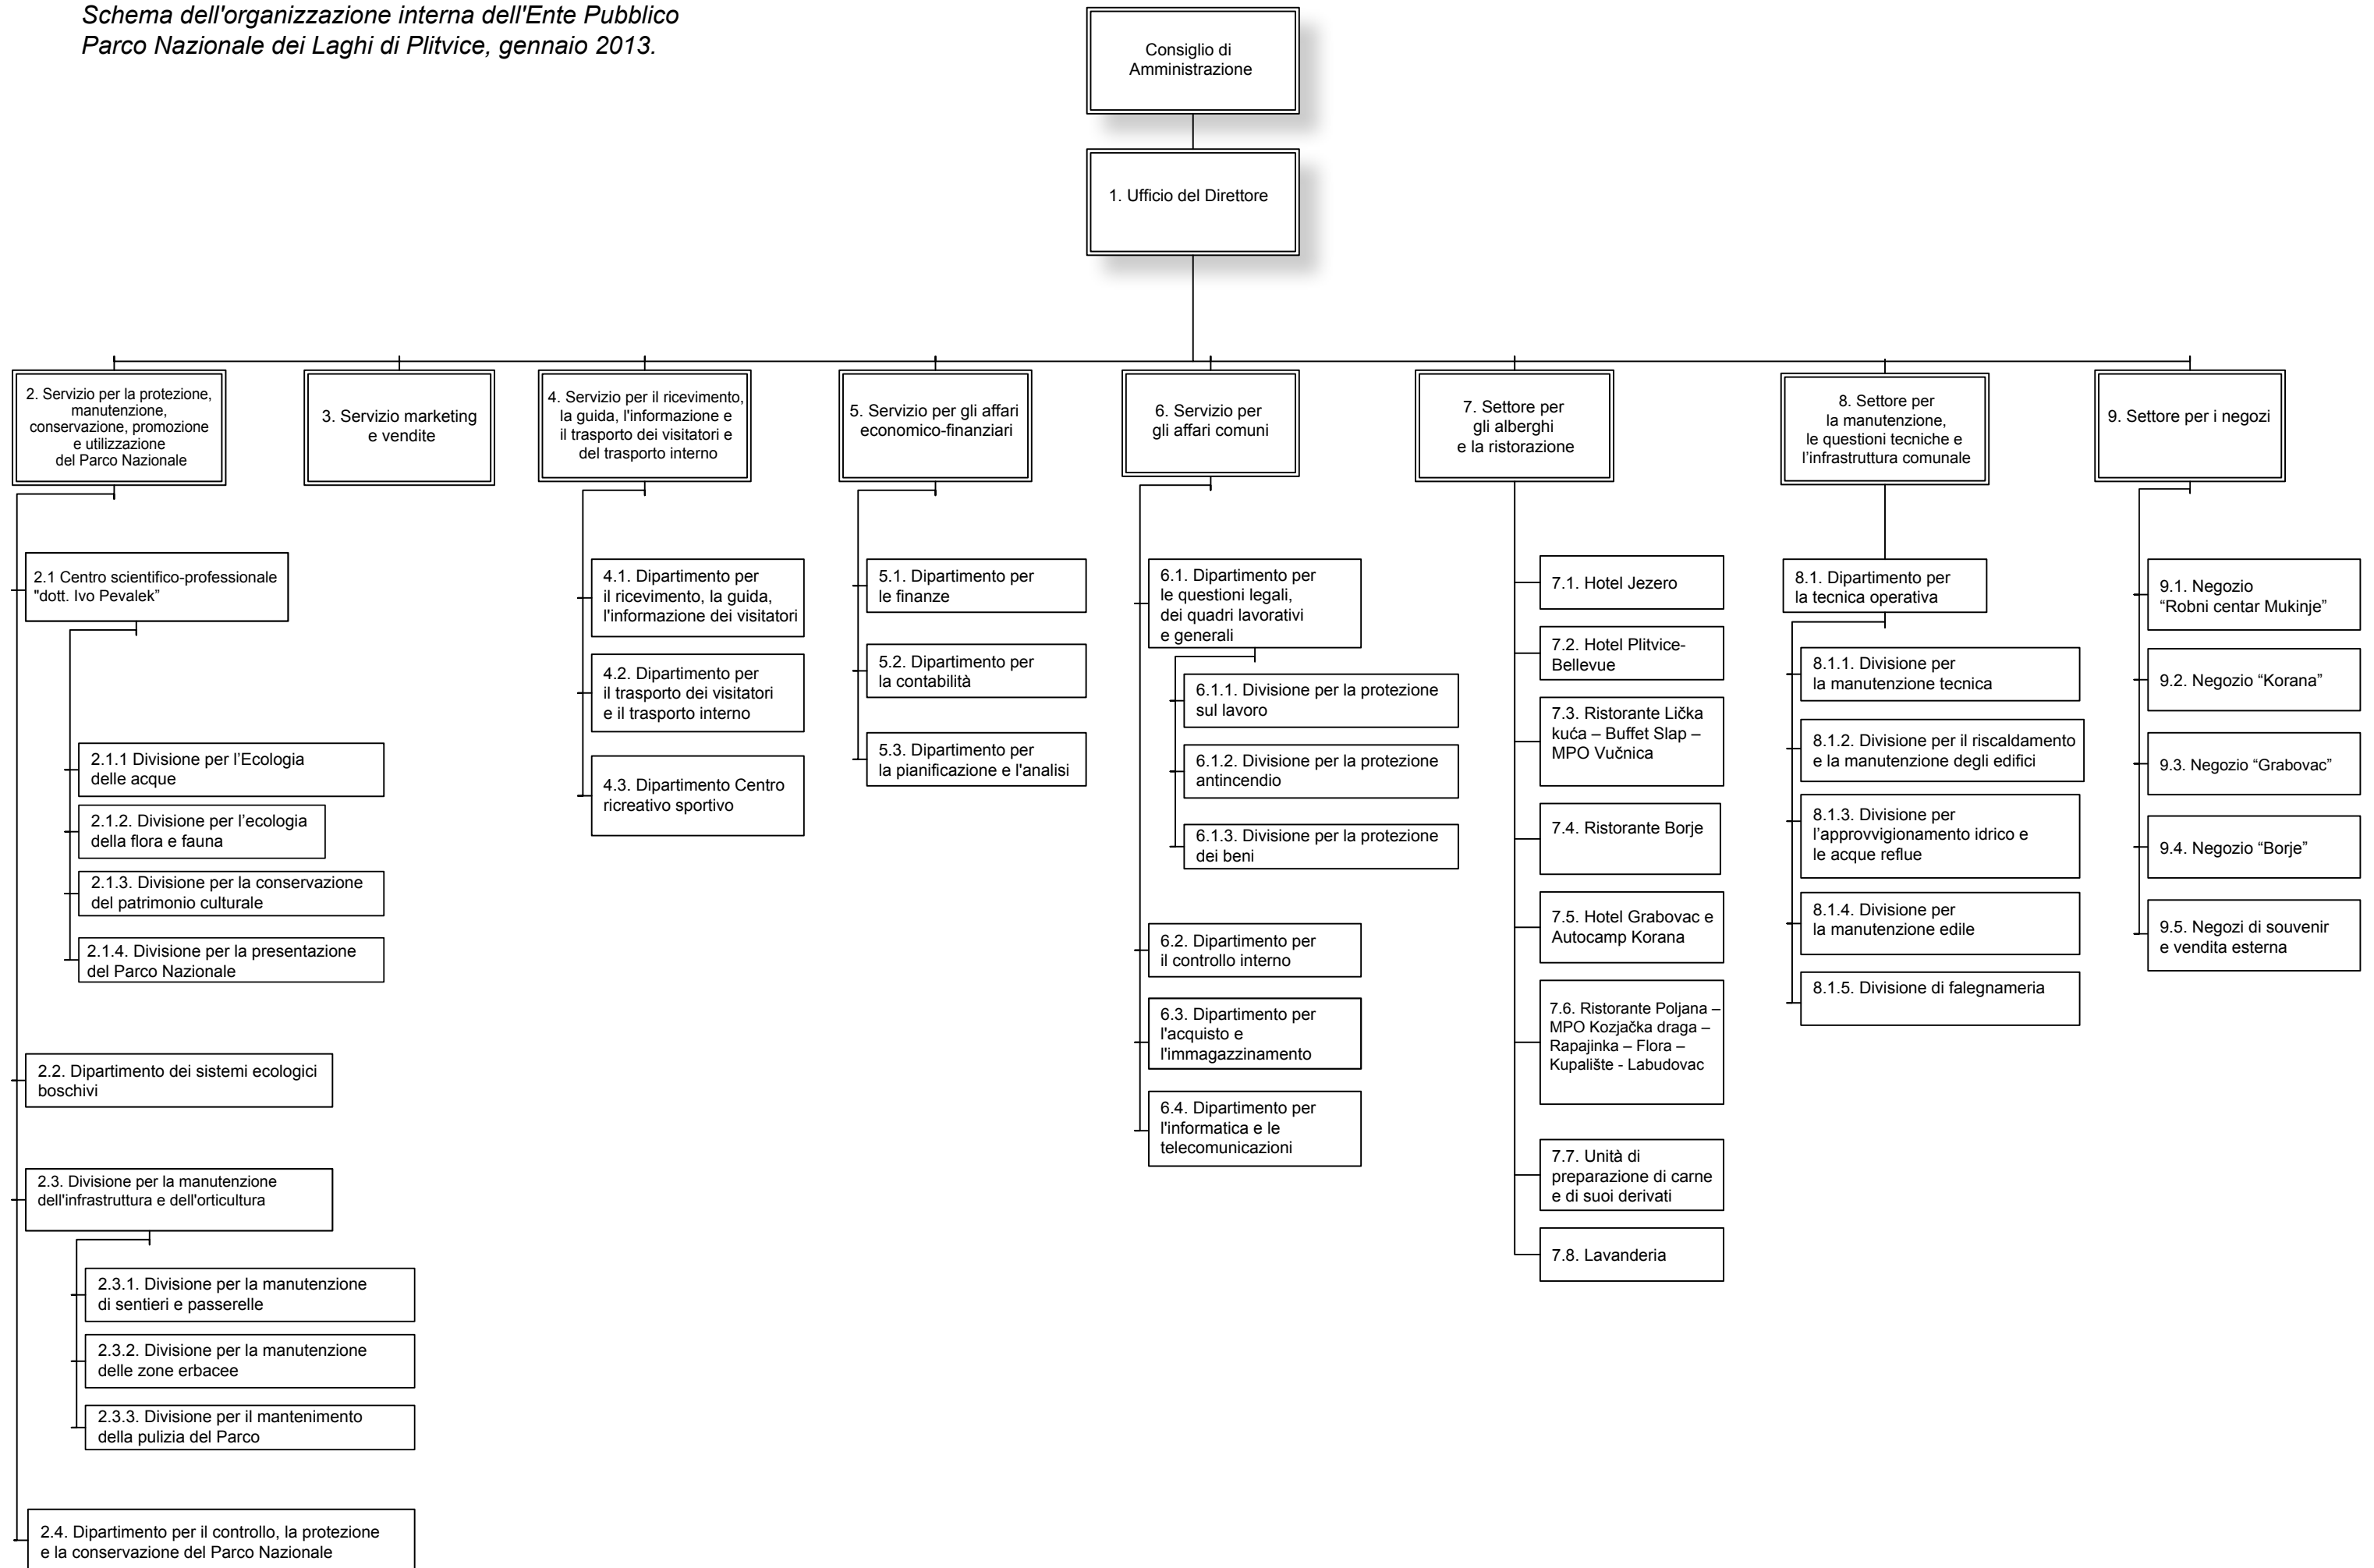 Schema dell'organizzazione interna dell'Ente Pubblico
Parco Nazionale dei Laghi di Plitvice, gennaio 2013.
Consiglio di
Amministrazione
1. Ufficio del Direttore
2. Servizio per la protezione,
manutenzione,
conservazione, promozione
e utilizzazione
del Parco Nazionale
3. Servizio marketing
e vendite
4. Servizio per il ricevimento,
la guida, l'informazione e
il trasporto dei visitatori e
del trasporto interno
5. Servizio per gli affari
economico-finanziari
6. Servizio per
gli affari comuni
7. Settore per
gli alberghi
e la ristorazione
8. Settore per
la manutenzione,
le questioni tecniche e
l’infrastruttura comunale
9. Settore per i negozi
2.1 Centro scientifico-professionale
"dott. Ivo Pevalek”
2.1.1 Divisione per l’Ecologia
delle acque
2.1.2. Divisione per l’ecologia
della flora e fauna
2.1.3. Divisione per la conservazione
del patrimonio culturale
2.1.4. Divisione per la presentazione
del Parco Nazionale
2.2. Dipartimento dei sistemi ecologici
boschivi
2.3. Divisione per la manutenzione
dell'infrastruttura e dell'orticultura
2.3.1. Divisione per la manutenzione
di sentieri e passerelle
2.3.2. Divisione per la manutenzione
delle zone erbacee
2.3.3. Divisione per il mantenimento
della pulizia del Parco
2.4. Dipartimento per il controllo, la protezione
e la conservazione del Parco Nazionale
4.1. Dipartimento per
il ricevimento, la guida,
l'informazione dei visitatori
4.2. Dipartimento per
il trasporto dei visitatori
e il trasporto interno
4.3. Dipartimento Centro
ricreativo sportivo
5.1. Dipartimento per
le finanze
5.2. Dipartimento per
la contabilità
5.3. Dipartimento per
la pianificazione e l'analisi
6.1. Dipartimento per
le questioni legali,
dei quadri lavorativi
e generali
6.1.1. Divisione per la protezione
sul lavoro
6.1.2. Divisione per la protezione
antincendio
6.1.3. Divisione per la protezione
dei beni
6.2. Dipartimento per
il controllo interno
6.3. Dipartimento per
l'acquisto e
l'immagazzinamento
6.4. Dipartimento per
l'informatica e le
telecomunicazioni
7.1. Hotel Jezero
7.2. Hotel Plitvice-
Bellevue
7.3. Ristorante Lička
kuća – Buffet Slap –
MPO Vučnica
7.4. Ristorante Borje
7.5. Hotel Grabovac e
Autocamp Korana
7.6. Ristorante Poljana –
MPO Kozjačka draga –
Rapajinka – Flora –
Kupalište - Labudovac
7.7. Unità di
preparazione di carne
e di suoi derivati
7.8. Lavanderia
8.1. Dipartimento per
la tecnica operativa
8.1.1. Divisione per
la manutenzione tecnica
8.1.2. Divisione per il riscaldamento
e la manutenzione degli edifici
8.1.3. Divisione per
l’approvvigionamento idrico e
le acque reflue
8.1.4. Divisione per
la manutenzione edile
8.1.5. Divisione di falegnameria
9.1. Negozio
“Robni centar Mukinje”
9.2. Negozio “Korana”
9.3. Negozio “Grabovac”
9.4. Negozio “Borje”
9.5. Negozi di souvenir
e vendita esterna